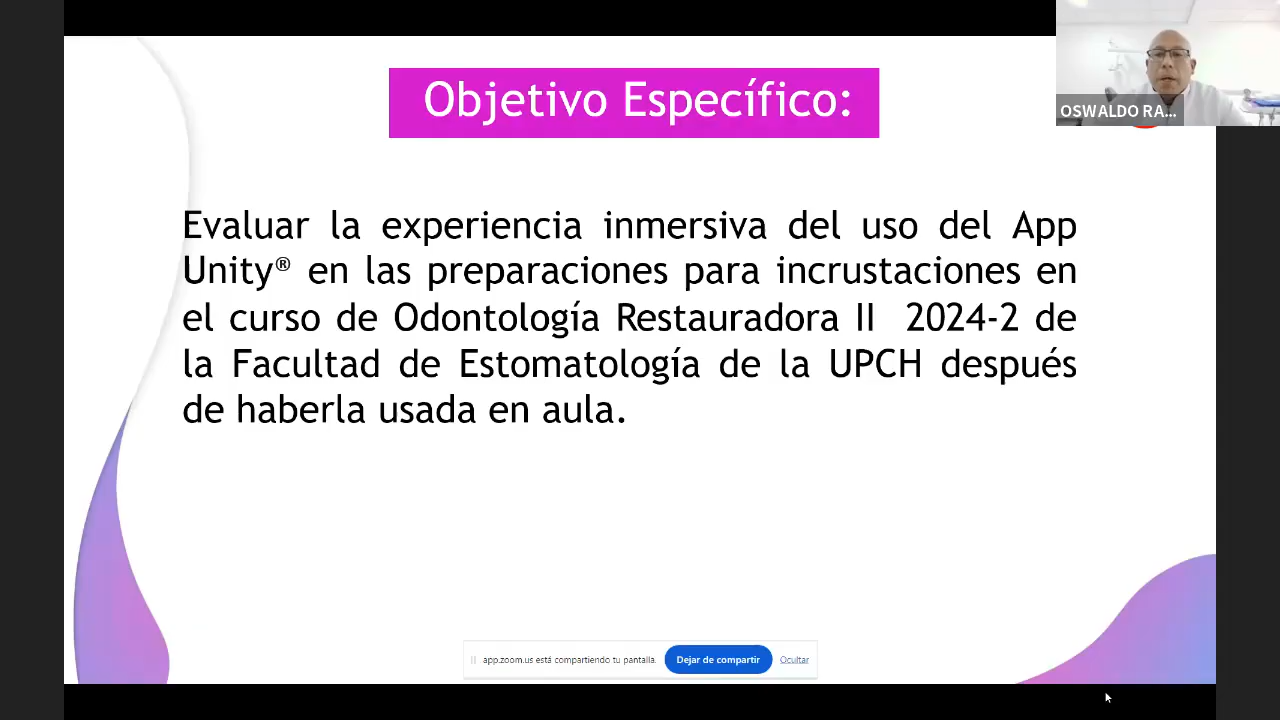 Objetivo Específico:
OSWALDO RA...
Evaluar la experiencia inmersiva del uso del App
Unity® en las preparaciones para incrustaciones en
el curso de Odontología Restauradora II 2024-2 de
la Facultad de Estomatología de la UPCH después
de haberla usada en aula.
app.zoom.us está compartiendo tu pantalla. Dejar de compartir Ocultar